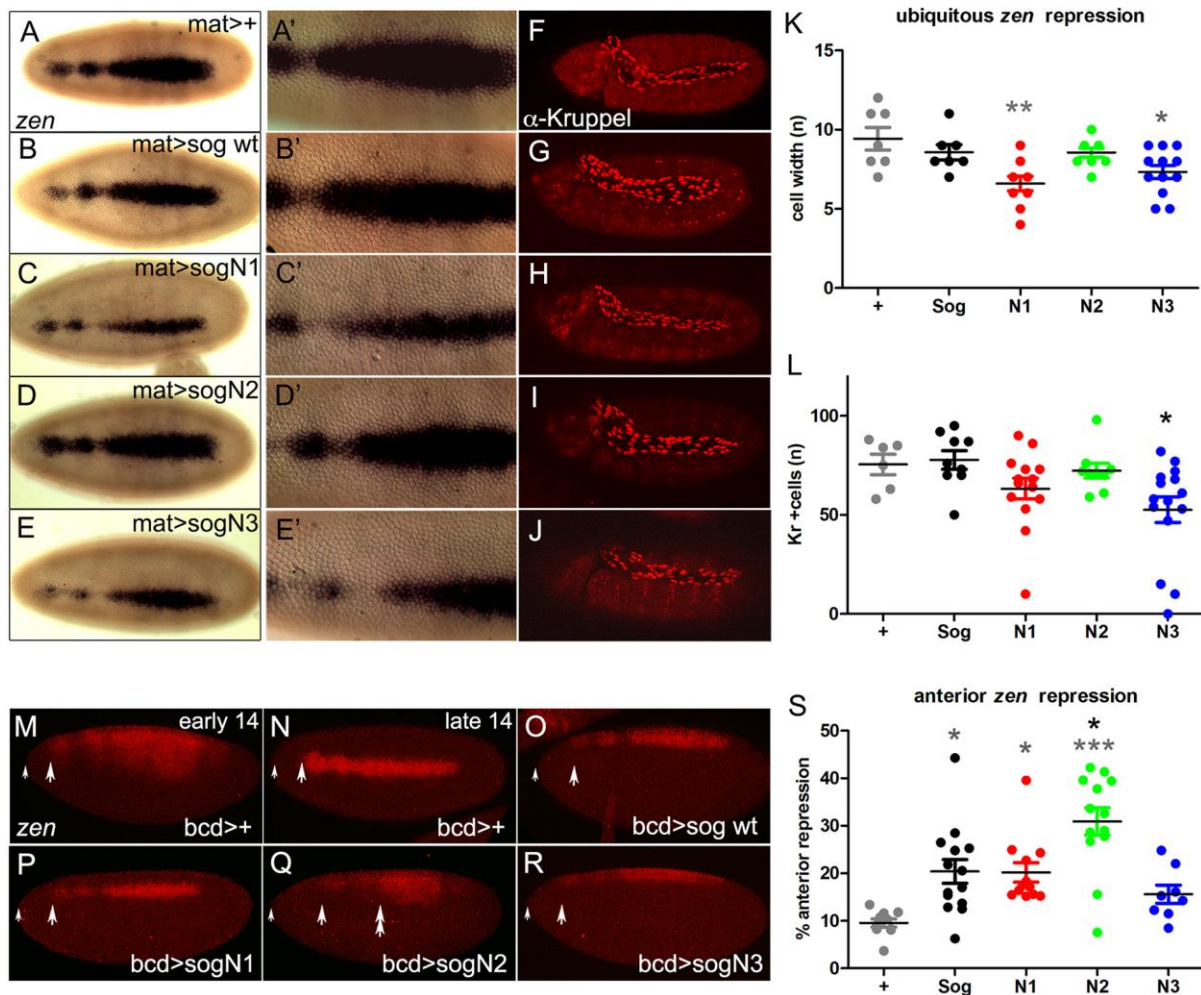 A
mat>+
zen
A'
F
α-Kruppel
B
mat>sog wt
B'
G
C
mat>sogN1
C'
H
D
mat>sogN2
D'
I
E
mat>sogN3
E'
J
K
ubiquitous zen repression
**
*
15
10
5
0
cell width (n)
+
Sog
N1
N2
N3
L
*
100
50
0
Kr +cells (n)
+
Sog
N1
N2
N3
M
early 14
zen
bcd>+
N
late 14
bcd>+
O
bcd>sog wt
P
bcd>sogN1
Q
bcd>sogN2
R
bcd>sogN3
S
anterior zen repression
*
*
*
***
50
40
30
20
10
0
% anterior repression
+
Sog
N1
N2
N3